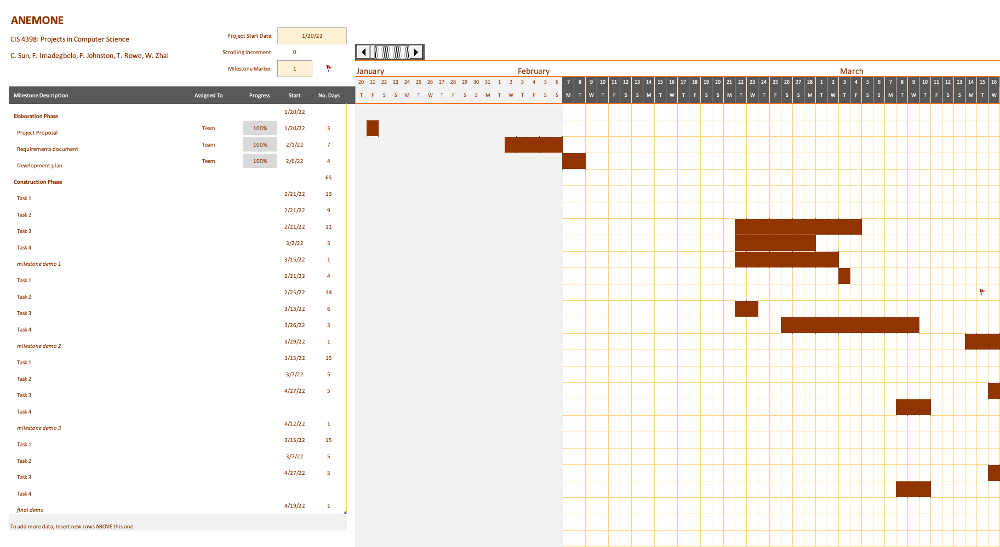 ANEMONE
CIS 4398: Projects in Computer Science
Project Start Date: 1/20/22
C. Sun, F. Imadegbelo, F. Johnston, T. Rowe, W. Zhai
Scrolling Increment: 0
Milestone Marker: 1
January February March
20 21 22 23 24 25 26 27 28 29 30 31 1 2 3 4 5 6 7 8 9 10 11 12 13 14 15 16 17 18 19 20 21 22 23 24 25 26 27 28 1 2 3 4 5 6 7 8 9 10 11 12 13 14 15 16
Milestone Description Assigned To Progress Start No. Days T F S S M T W T F S S M T W T F S S M T W T F S S M T W T F S S M T W T F S S M T W T F S S M T W T F S S M T W
Elaboration Phase 1/20/22
Project Proposal Team 100% 1/20/22 3
Requirements document Team 100% 2/1/22 7
Development plan Team 100% 2/6/22 4
Construction Phase 65
Task 1 2/21/22 13
Task 2 2/21/22 9
Task 3 2/21/22 11
Task 4 3/2/22 3
milestone demo 1 3/15/22 1
Task 1 2/21/22 4
Task 2 2/25/22 14
Task 3 3/13/22 6
Task 4 3/26/22 3
milestone demo 2 3/29/22 1
Task 1 3/15/22 15
Task 2 3/7/22 5
Task 3 4/27/22 5
Task 4
milestone demo 3 4/12/22 1
Task 1 3/15/22 15
Task 2 3/7/22 5
Task 3 4/27/22 5
Task 4
final demo 4/19/22 1
To add more data, Insert new rows ABOVE this one